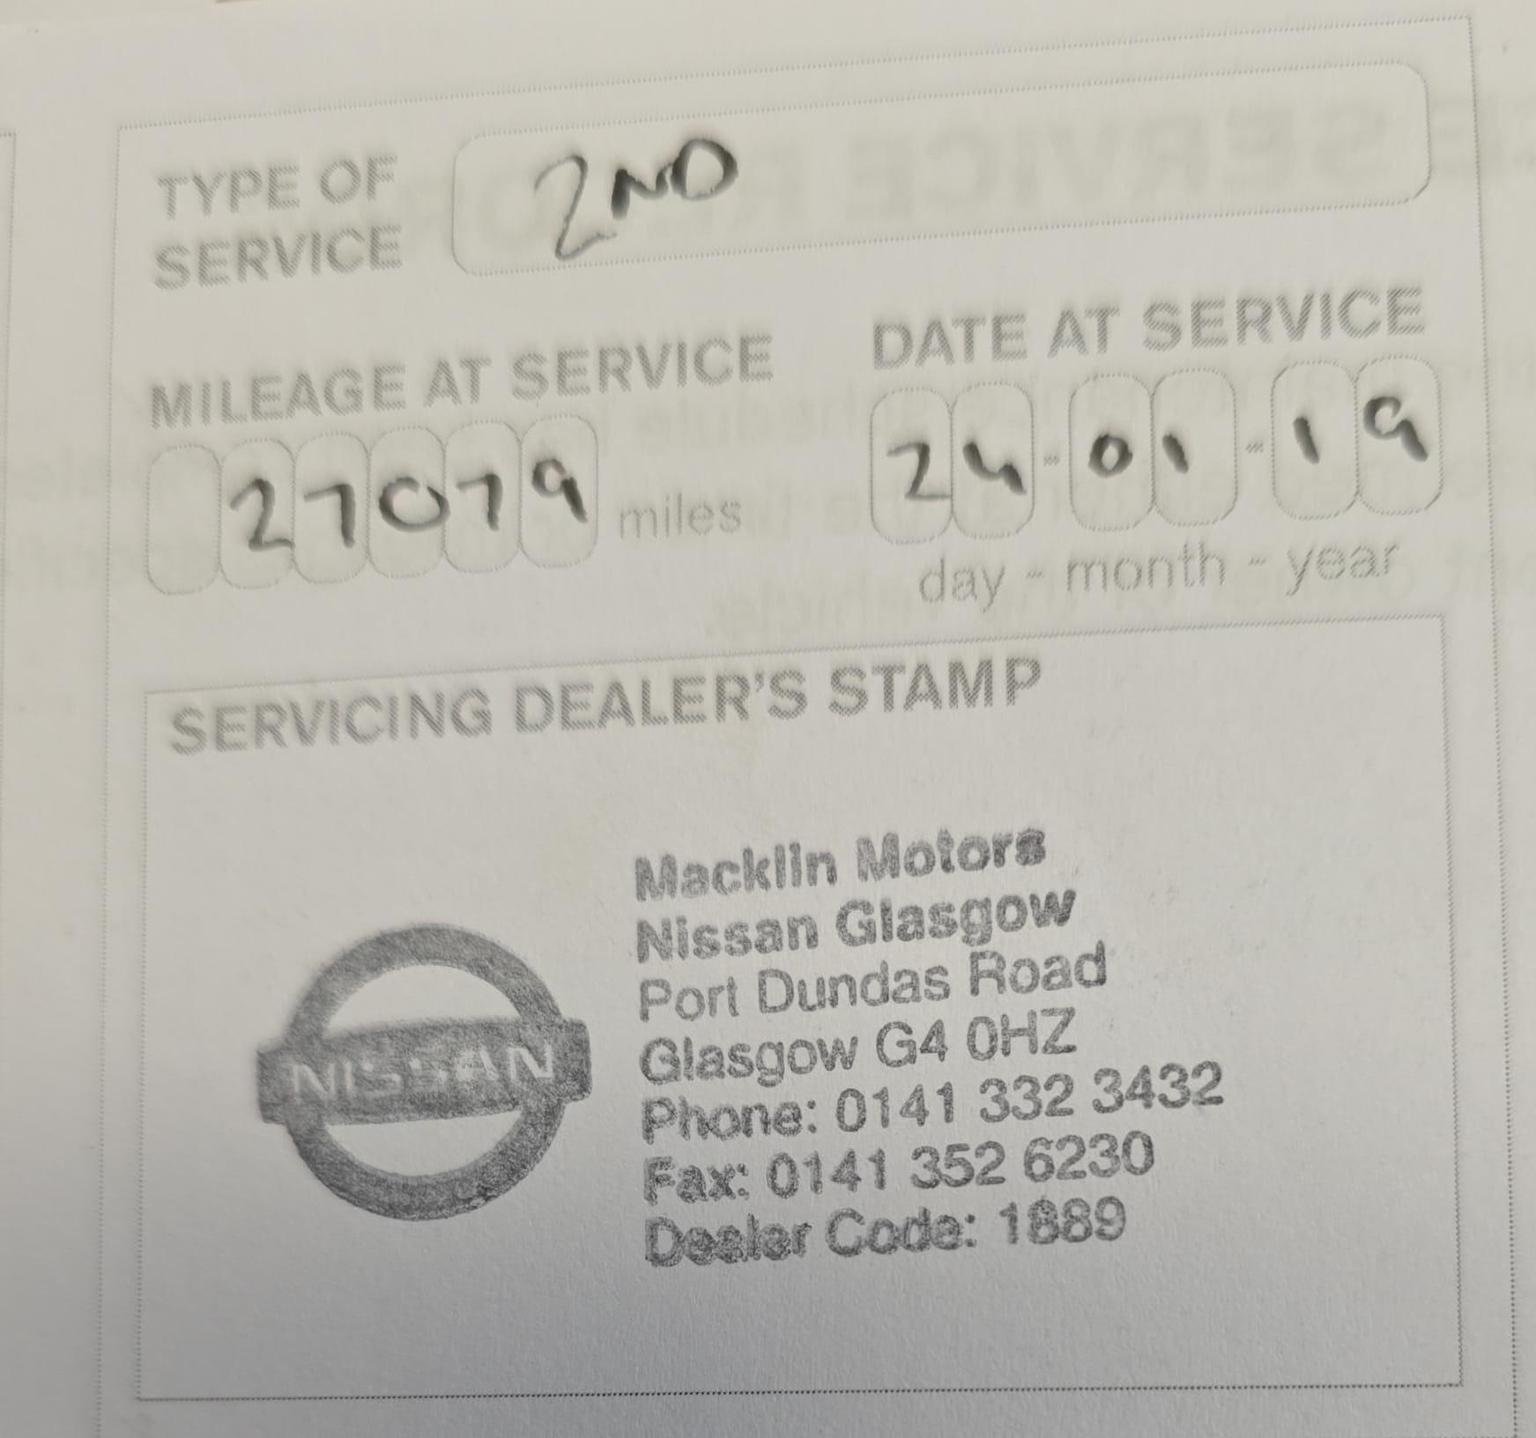 TYPE OF
SERVICE
2ND
MILEAGE AT SERVICE
27079 miles
DATE AT SERVICE
24-01-19
day - month - year
SERVICING DEALER'S STAMP
NISSAN
Macklin Motors
Nissan Glasgow
Port Dundas Road
Glasgow G4 0HZ
Phone: 0141 332 3432
Fax: 0141 352 6230
Dealer Code: 1889